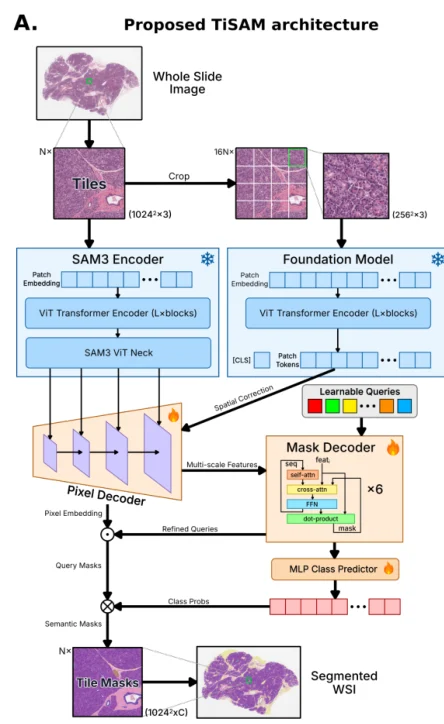 A.
Proposed TiSAM architecture
Whole Slide
Image
N×
Tiles
(1024²×3)
Crop
16N×
(256²×3)
SAM3 Encoder
Patch
Embedding
ViT Transformer Encoder (L×blocks)
SAM3 ViT Neck
Foundation Model
Patch
Embedding
ViT Transformer Encoder (L×blocks)
[CLS]
Patch
Tokens
Spatial Correction
Learnable Queries
Pixel Decoder
Multi-scale Features
Mask Decoder
seq
feat.
self-attn
cross-attn
FFN
dot-product
mask
×6
Pixel Embedding
Refined Queries
MLP Class Predictor
Query Masks
Class Probs
Semantic Masks
N×
Tile Masks
(1024²xC)
Segmented
WSI